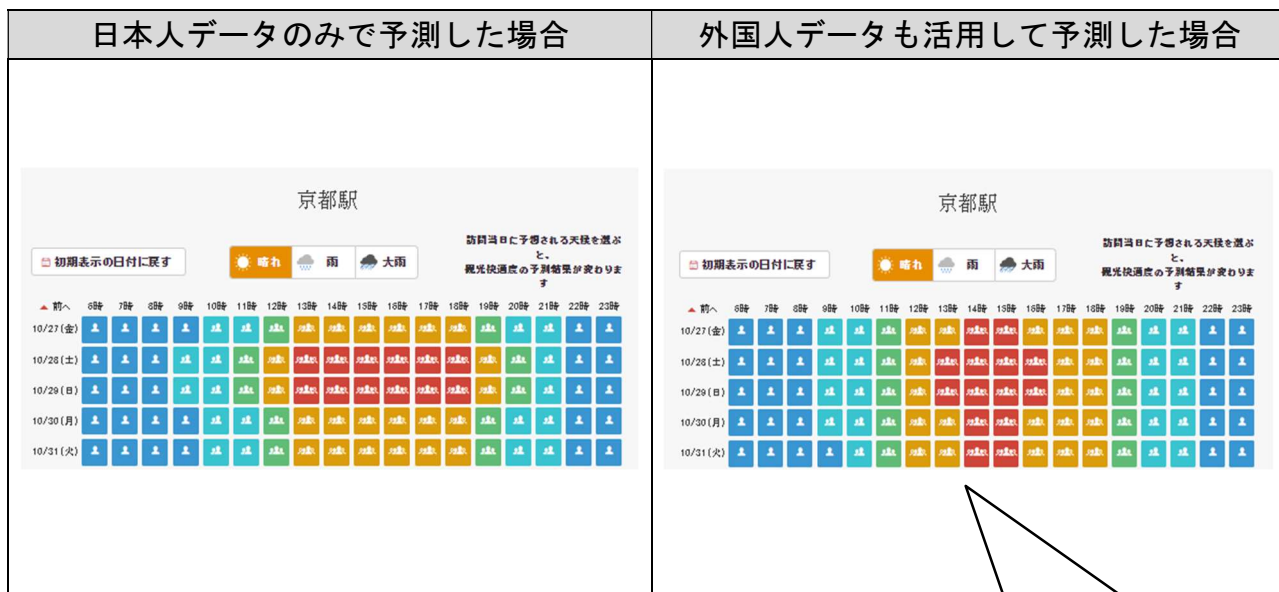 日本人データのみで予測した場合
外国人データも活用して予測した場合
京都駅
訪問当日に予想される天候を選ぶ
と、
観光快適度の予測結果が変わりま
す
初期表示の日付に戻す
晴れ 雨 大雨
前へ 6時 7時 8時 9時 10時 11時 12時 13時 14時 15時 16時 17時 18時 19時 20時 21時 22時 23時
10/27(金)
10/28(土)
10/29(日)
10/30(月)
10/31(火)
京都駅
訪問当日に予想される天候を選ぶ
と、
観光快適度の予測結果が変わりま
す
初期表示の日付に戻す
晴れ 雨 大雨
前へ 6時 7時 8時 9時 10時 11時 12時 13時 14時 15時 16時 17時 18時 19時 20時 21時 22時 23時
10/27(金)
10/28(土)
10/29(日)
10/30(月)
10/31(火)